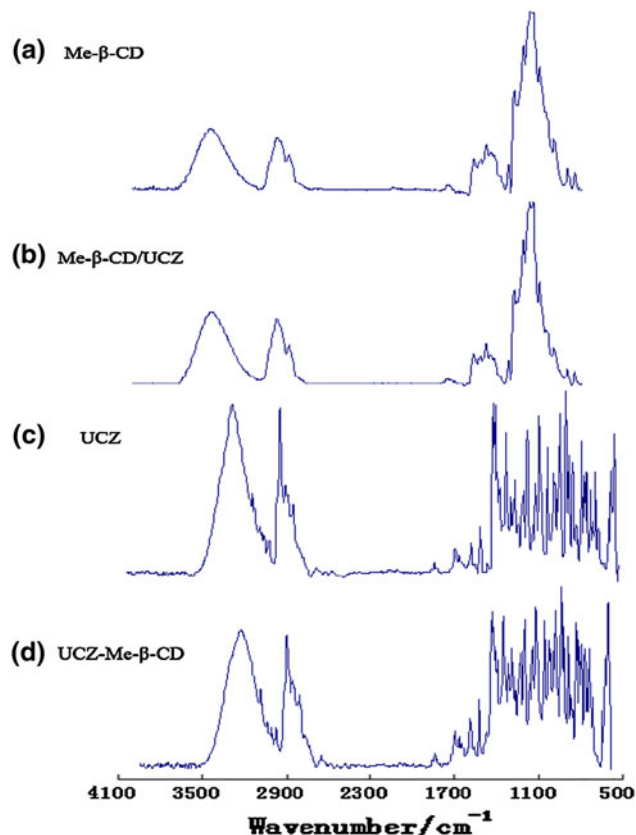 (a) Me-β-CD
(b) Me-β-CD/UCZ
(c) UCZ
(d) UCZ-Me-β-CD
4100 3500 2900 2300 1700 1100 500
Wavenumber/cm⁻¹